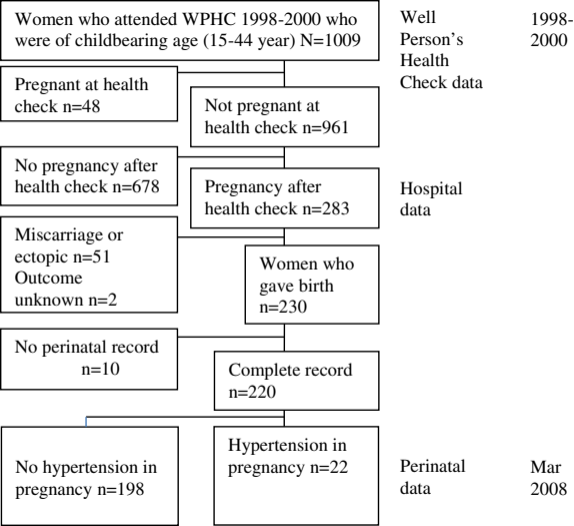 Women who attended WPHC 1998-2000 who
were of childbearing age (15-44 year) N=1009
Well
Person's
Health
Check data
1998-
2000
Pregnant at health
check n=48
Not pregnant at
health check n=961
No pregnancy after
health check n=678
Pregnancy after
health check n=283
Hospital
data
Miscarriage or
ectopic n=51
Outcome
unknown n=2
Women who
gave birth
n=230
No perinatal record
n=10
Complete record
n=220
No hypertension in
pregnancy n=198
Hypertension in
pregnancy n=22
Perinatal
data
Mar
2008